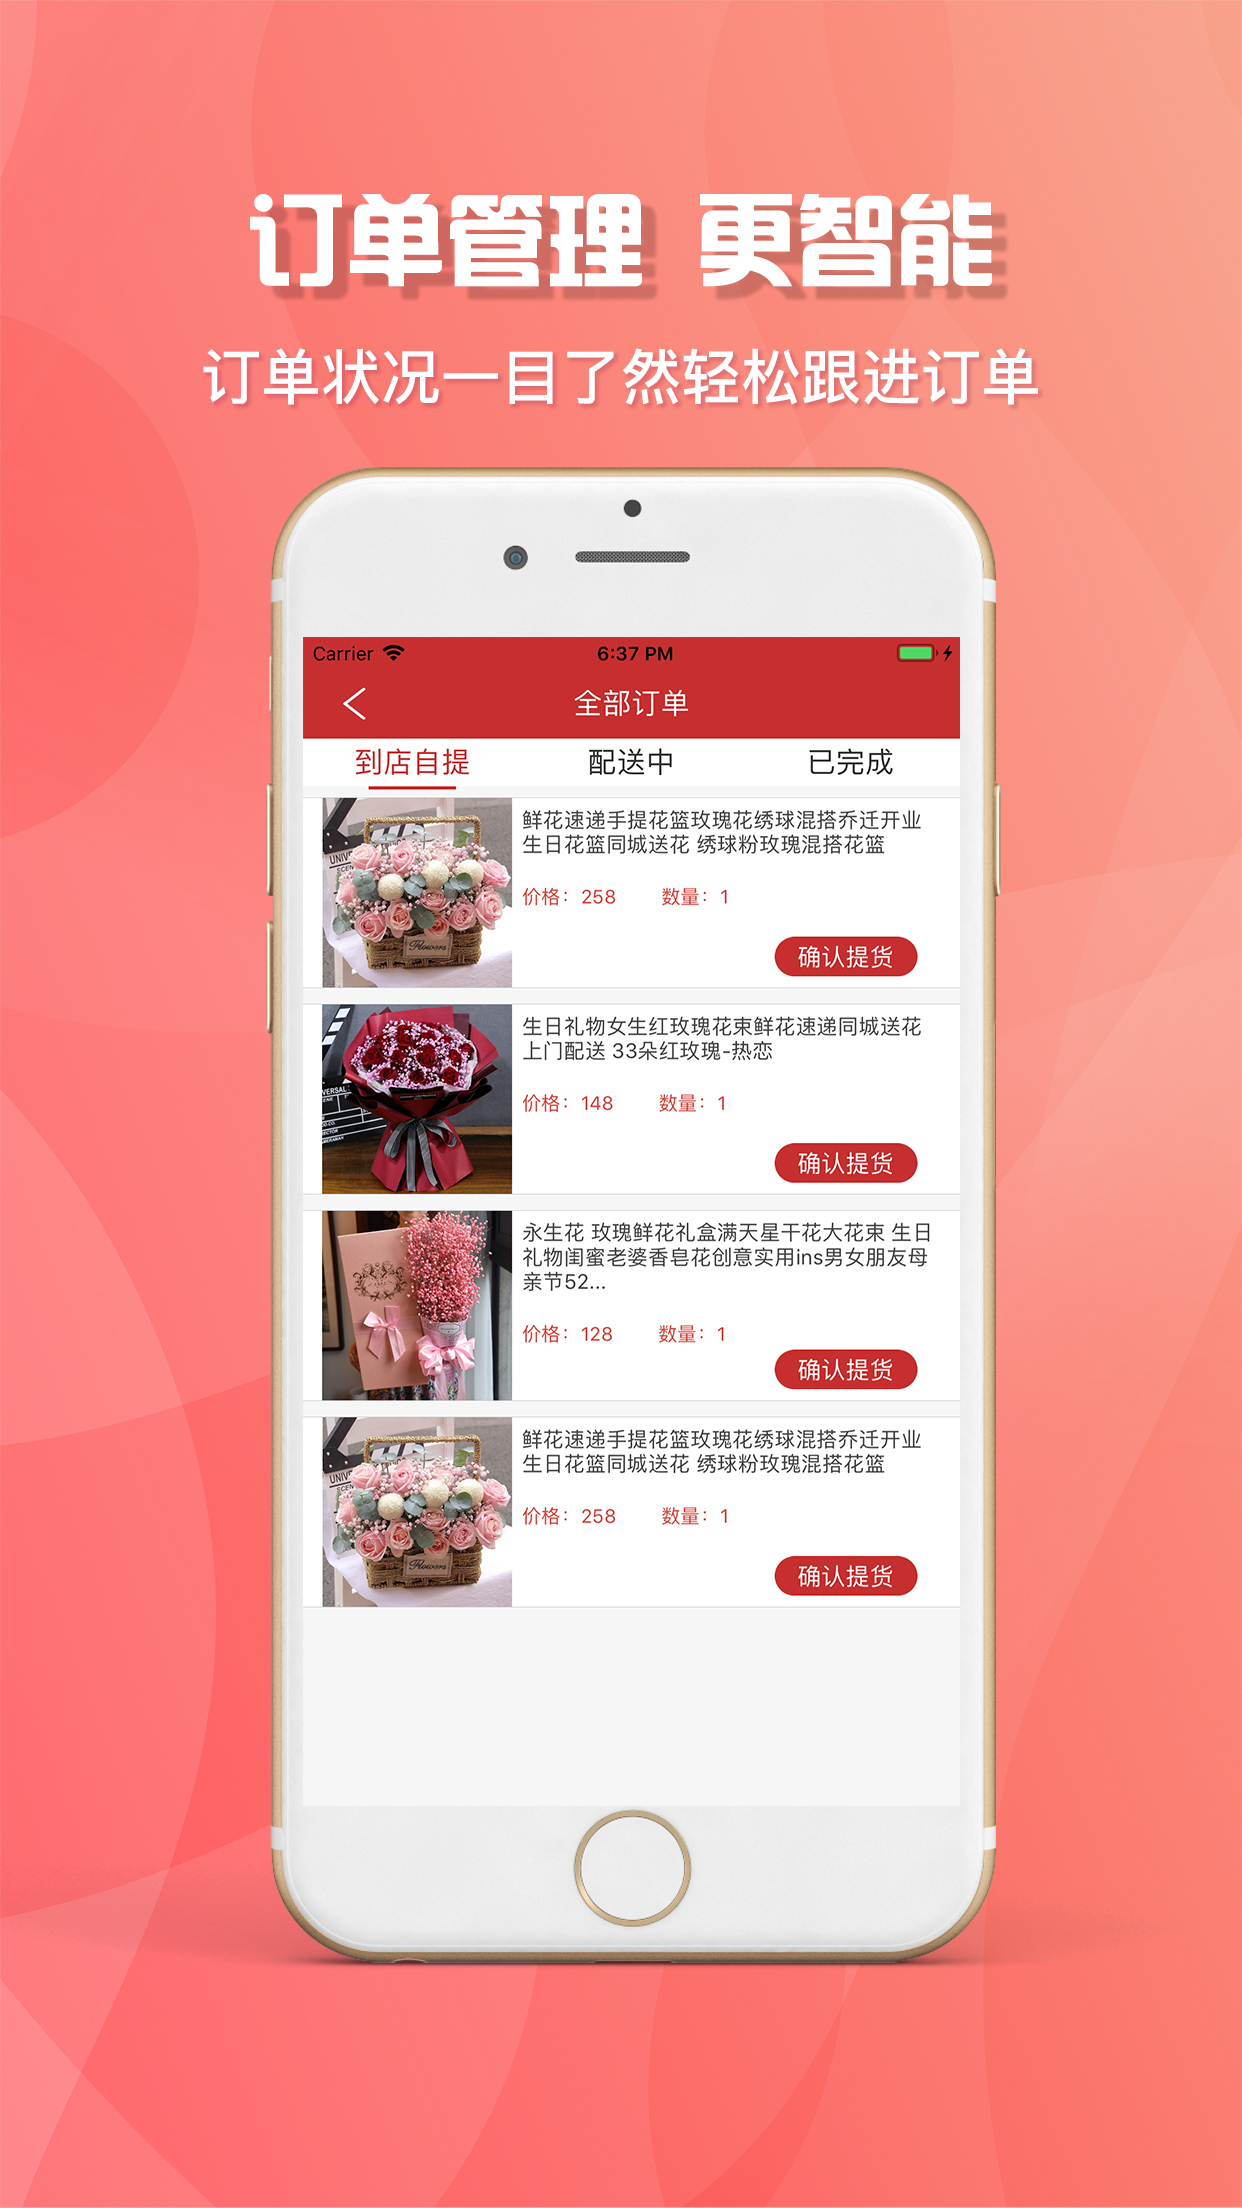 订单管理 更智能
订单状况一目了然轻松跟进订单
Carrier 6:37 PM
全部订单
到店自提 配送中 已完成
鲜花速递手提花篮玫瑰花绣球混搭乔迁开业
生日花篮同城送花 绣球粉玫瑰混搭花篮
价格：258 数量：1
确认提货
Flowers
生日礼物女生红玫瑰花束鲜花速递同城送花
上门配送 33朵红玫瑰-热恋
价格：148 数量：1
确认提货
永生花 玫瑰鲜花礼盒满天星干花大花束 生日
礼物闺蜜老婆香皂花创意实用ins男女朋友母
亲节52...
价格：128 数量：1
确认提货
鲜花速递手提花篮玫瑰花绣球混搭乔迁开业
生日花篮同城送花 绣球粉玫瑰混搭花篮
价格：258 数量：1
确认提货
Flowers